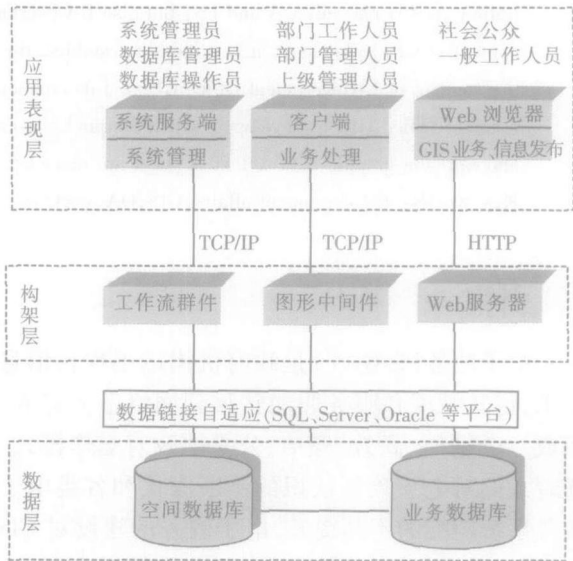 应用表现层
系统管理员
数据库管理员
数据库操作员
部门工作人员
部门管理人员
上级管理人员
社会公众
一般工作人员
系统服务端
系统管理
客户端
业务处理
Web 浏览器
GIS业务、信息发布
TCP/IP
TCP/IP
HTTP
构架层
工作流群件
图形中间件
Web服务器
数据链接自适应(SQL、Server、Oracle 等平台)
数据层
空间数据库
业务数据库